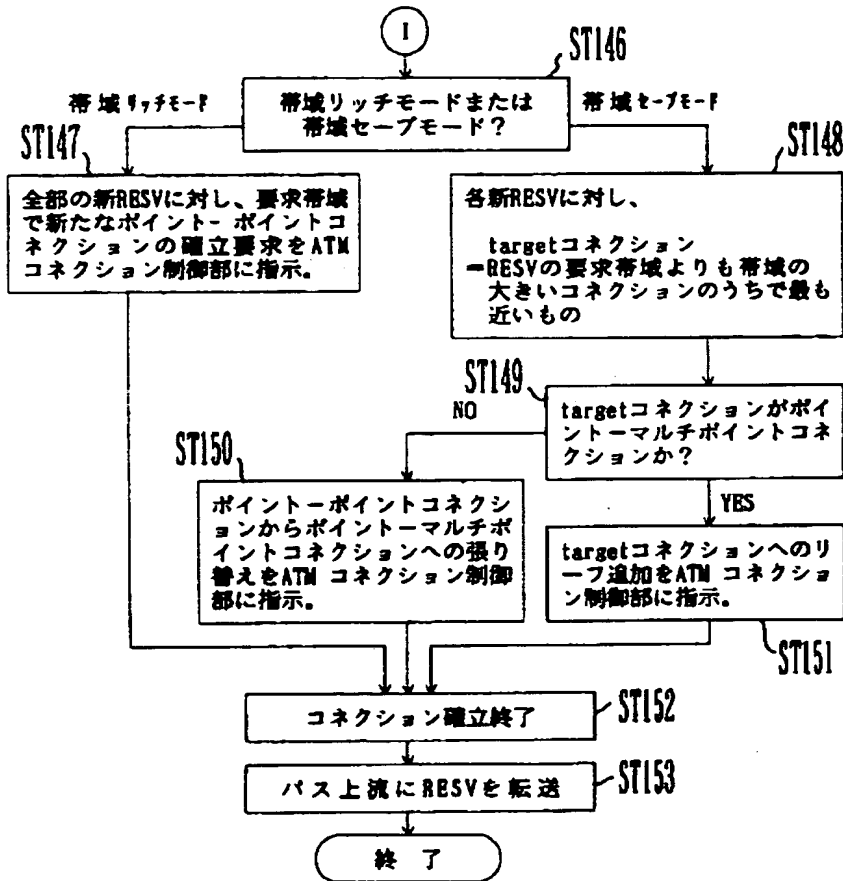 I
ST146
帯域リッチモードまたは
帯域セーブモード？
帯域リッチモード
帯域セーブモード
ST147
全部の新RESVに対し、要求帯域
で新たなポイント-ポイントコ
ネクションの確立要求をATM
コネクション制御部に指示。
ST148
各新RESVに対し、
targetコネクション
=RESVの要求帯域よりも帯域の
大きいコネクションのうちで最も
近いもの
ST149
targetコネクションがポイ
ントーマルチポイントコネ
クションか？
NO
YES
ST150
ポイントーポイントコネクシ
ョンからポイントーマルチポ
イントコネクションへの張り
替えをATM コネクション制御
部に指示。
targetコネクションへのリ
ーフ追加をATM コネクショ
ン制御部に指示。
ST151
コネクション確立終了
ST152
パス上流にRESVを転送
ST153
終 了